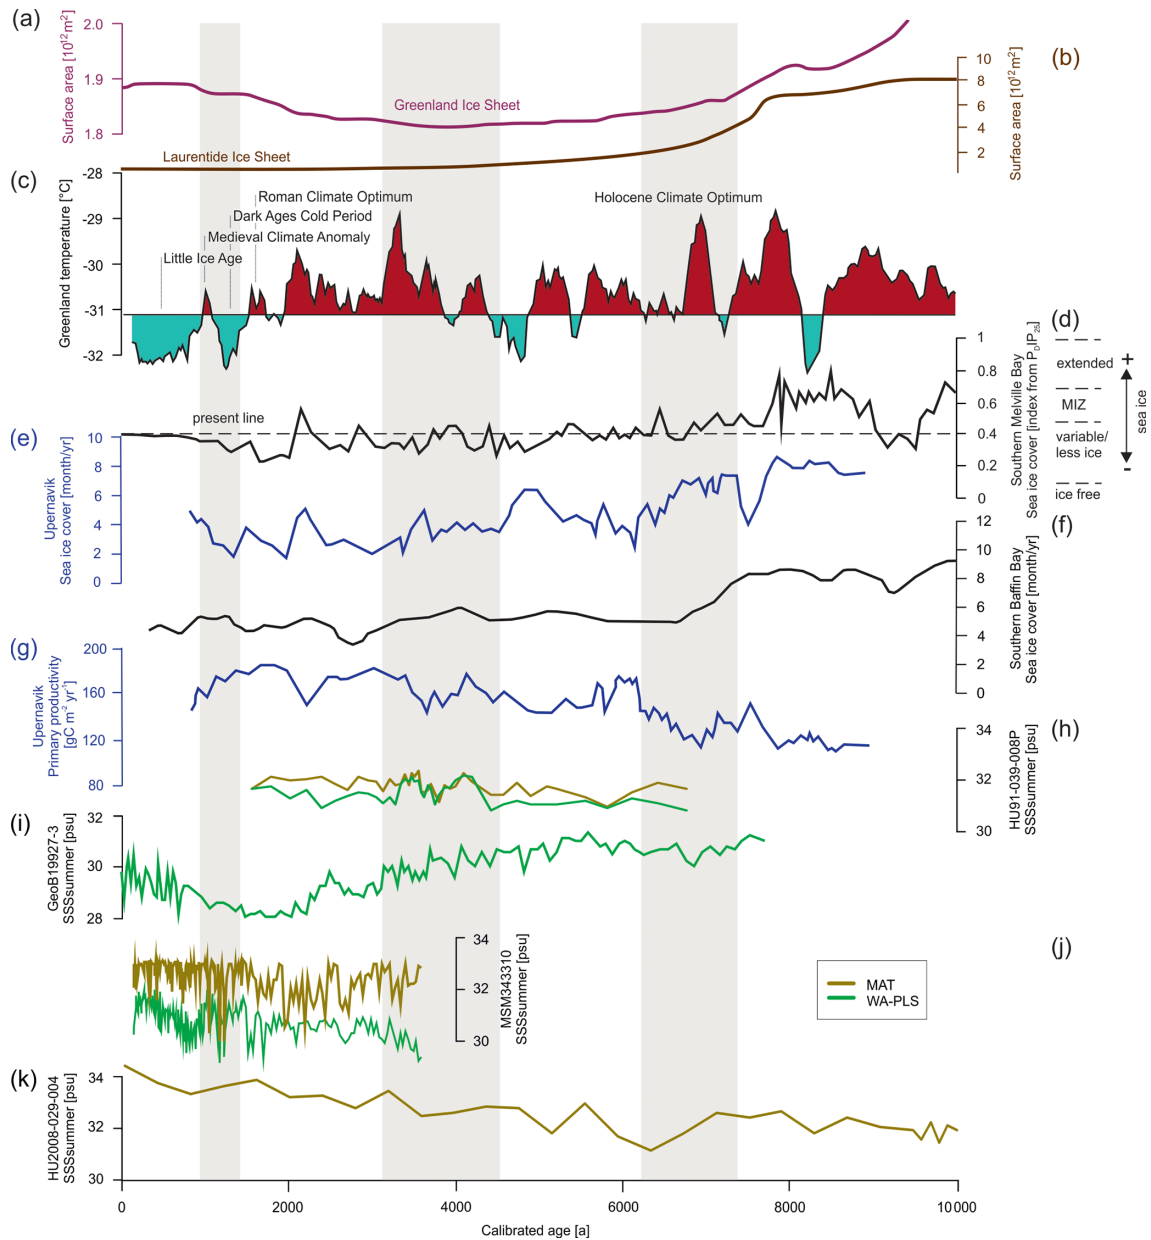 (a)
Surface area [10¹²m²]
2.0
1.9
1.8
Greenland Ice Sheet
(b)
Surface area [10¹²m²]
10
8
6
4
2
Laurentide Ice Sheet
(c)
Greenland temperature [°C]
-28
-29
-30
-31
-32
Roman Climate Optimum
Dark Ages Cold Period
Medieval Climate Anomaly
Little Ice Age
Holocene Climate Optimum
(d)
Southern Melville Bay
Sea ice cover [index from P_DIP₂₅]
1
0.8
0.6
0.4
0.2
0
extended
MIZ
variable/
less ice
ice free
+
-
sea ice
present line
(e)
Upernavik
Sea ice cover [month/yr]
10
8
6
4
2
0
(f)
Southern Baffin Bay
Sea ice cover [month/yr]
12
10
8
6
4
2
0
(g)
Upernavik
Primary productivity
[gC m⁻² yr⁻¹]
200
160
120
80
(h)
HU91-039-008P
SSSsummer [psu]
34
32
30
(i)
GeoB19927-3
SSSsummer [psu]
32
30
28
(j)
MSM343310
SSSsummer [psu]
34
32
30
MAT
WA-PLS
(k)
HU2008-029-004
SSSsummer [psu]
34
32
30
0
2000
4000
6000
8000
10000
Calibrated age [a]